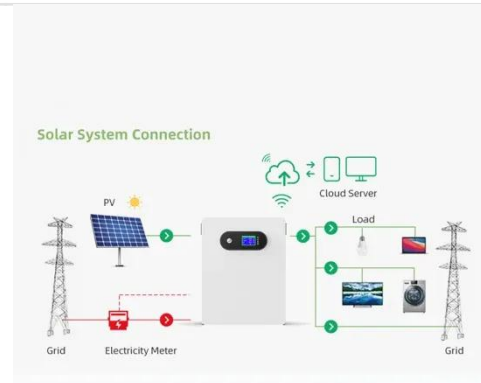 Solar System Connection
Cloud Server
PV
Load
Grid
Electricity Meter
Grid